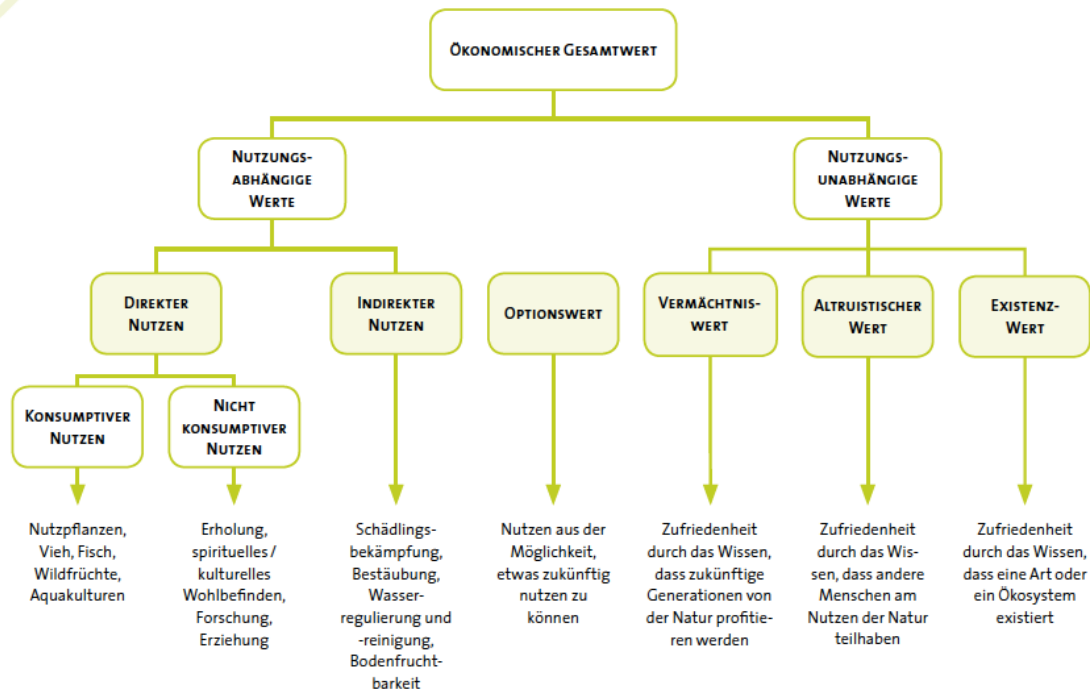 ÖKONOMISCHER GESAMTWERT
NUTZUNGS-
ABHÄNGIGE
WERTE
NUTZUNGS-
UNABHÄNGIGE
WERTE
DIREKTER
NUTZEN
INDIREKTER
NUTZEN
OPTIONSWERT
VERMÄCHTNIS-
WERT
ALTRUISTISCHER
WERT
EXISTENZ-
WERT
KONSUMPTIVER
NUTZEN
NICHT
KONSUMPTIVER
NUTZEN
Nutzpflanzen,
Vieh, Fisch,
Wildfrüchte,
Aquakulturen
Erholung,
spirituelles /
kulturelles
Wohlbefinden,
Forschung,
Erziehung
Schädlings-
bekämpfung,
Bestäubung,
Wasser-
regulierung und
-reinigung,
Bodenfrucht-
barkeit
Nutzen aus der
Möglichkeit,
etwas zukünftig
nutzen zu
können
Zufriedenheit
durch das Wissen,
dass zukünftige
Generationen von
der Natur profitie-
ren werden
Zufriedenheit
durch das Wis-
sen, dass andere
Menschen am
Nutzen der Natur
teilhaben
Zufriedenheit
durch das Wissen,
dass eine Art oder
ein Ökosystem
existiert